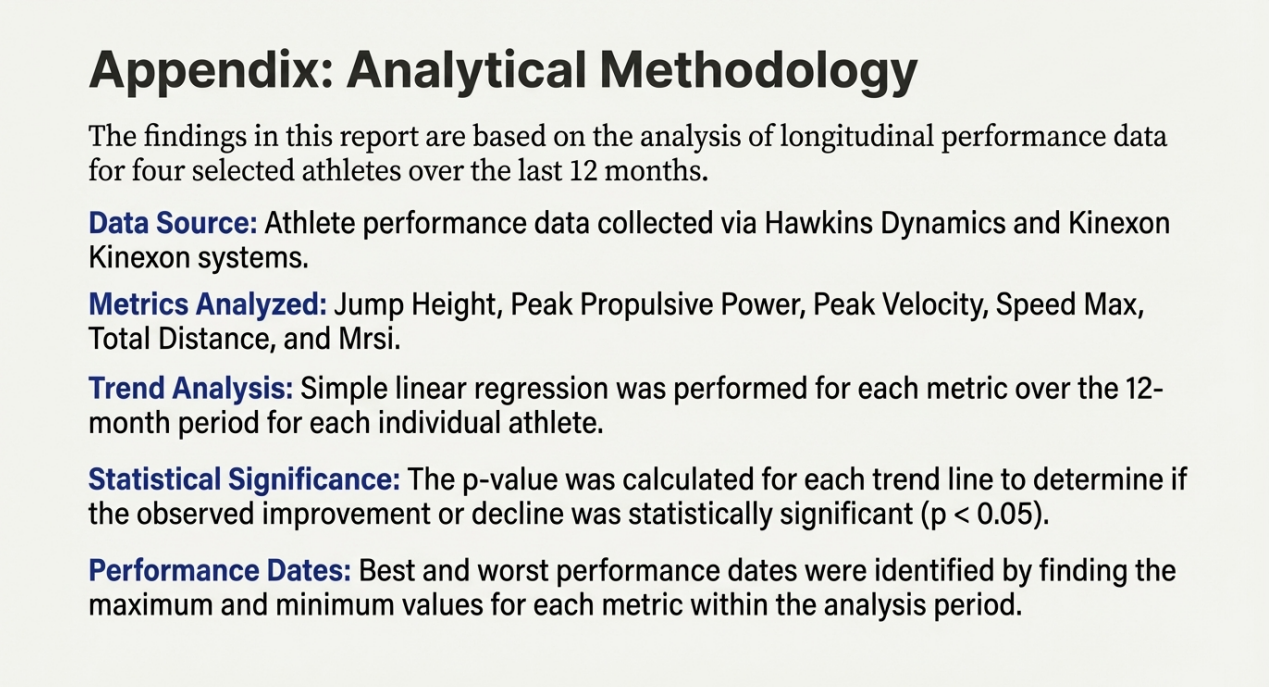 Appendix: Analytical Methodology
The findings in this report are based on the analysis of longitudinal performance data
for four selected athletes over the last 12 months.
Data Source: Athlete performance data collected via Hawkins Dynamics and Kinexon
Kinexon systems.
Metrics Analyzed: Jump Height, Peak Propulsive Power, Peak Velocity, Speed Max,
Total Distance, and Mrsi.
Trend Analysis: Simple linear regression was performed for each metric over the 12-
month period for each individual athlete.
Statistical Significance: The p-value was calculated for each trend line to determine if
the observed improvement or decline was statistically significant (p < 0.05).
Performance Dates: Best and worst performance dates were identified by finding the
maximum and minimum values for each metric within the analysis period.